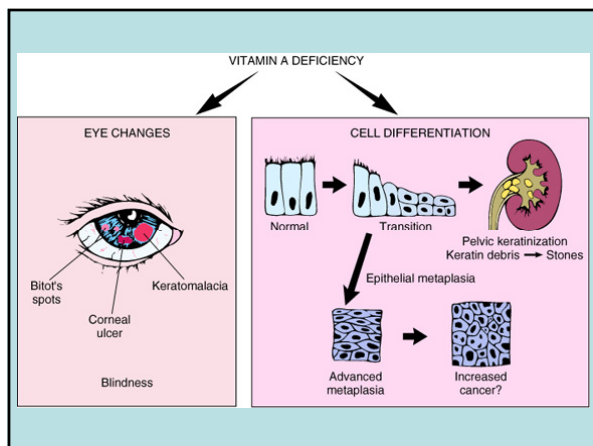 VITAMIN A DEFICIENCY
EYE CHANGES
Bitot's
spots
Corneal
ulcer
Keratomalacia
Blindness
CELL DIFFERENTIATION
Normal
Transition
Pelvic keratinization
Keratin debris → Stones
Epithelial metaplasia
Advanced
metaplasia
Increased
cancer?